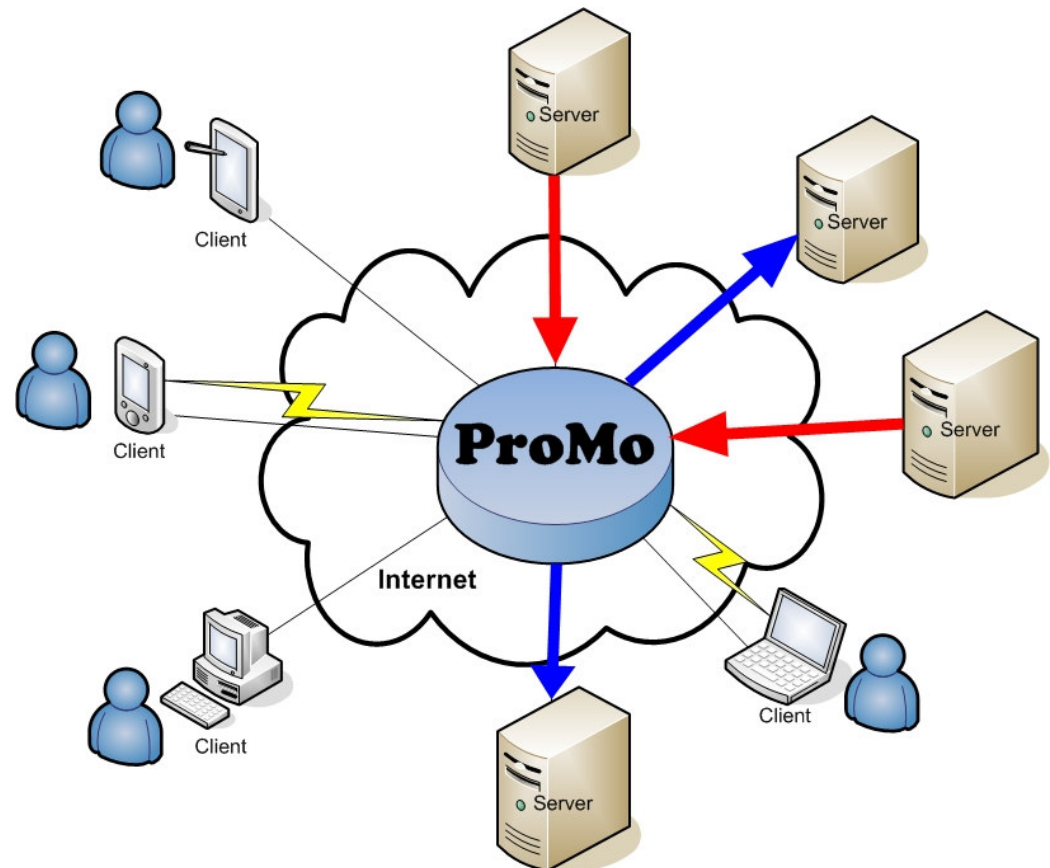 Server
Server
Client
Server
Client
ProMo
Internet
Client
Client
Server